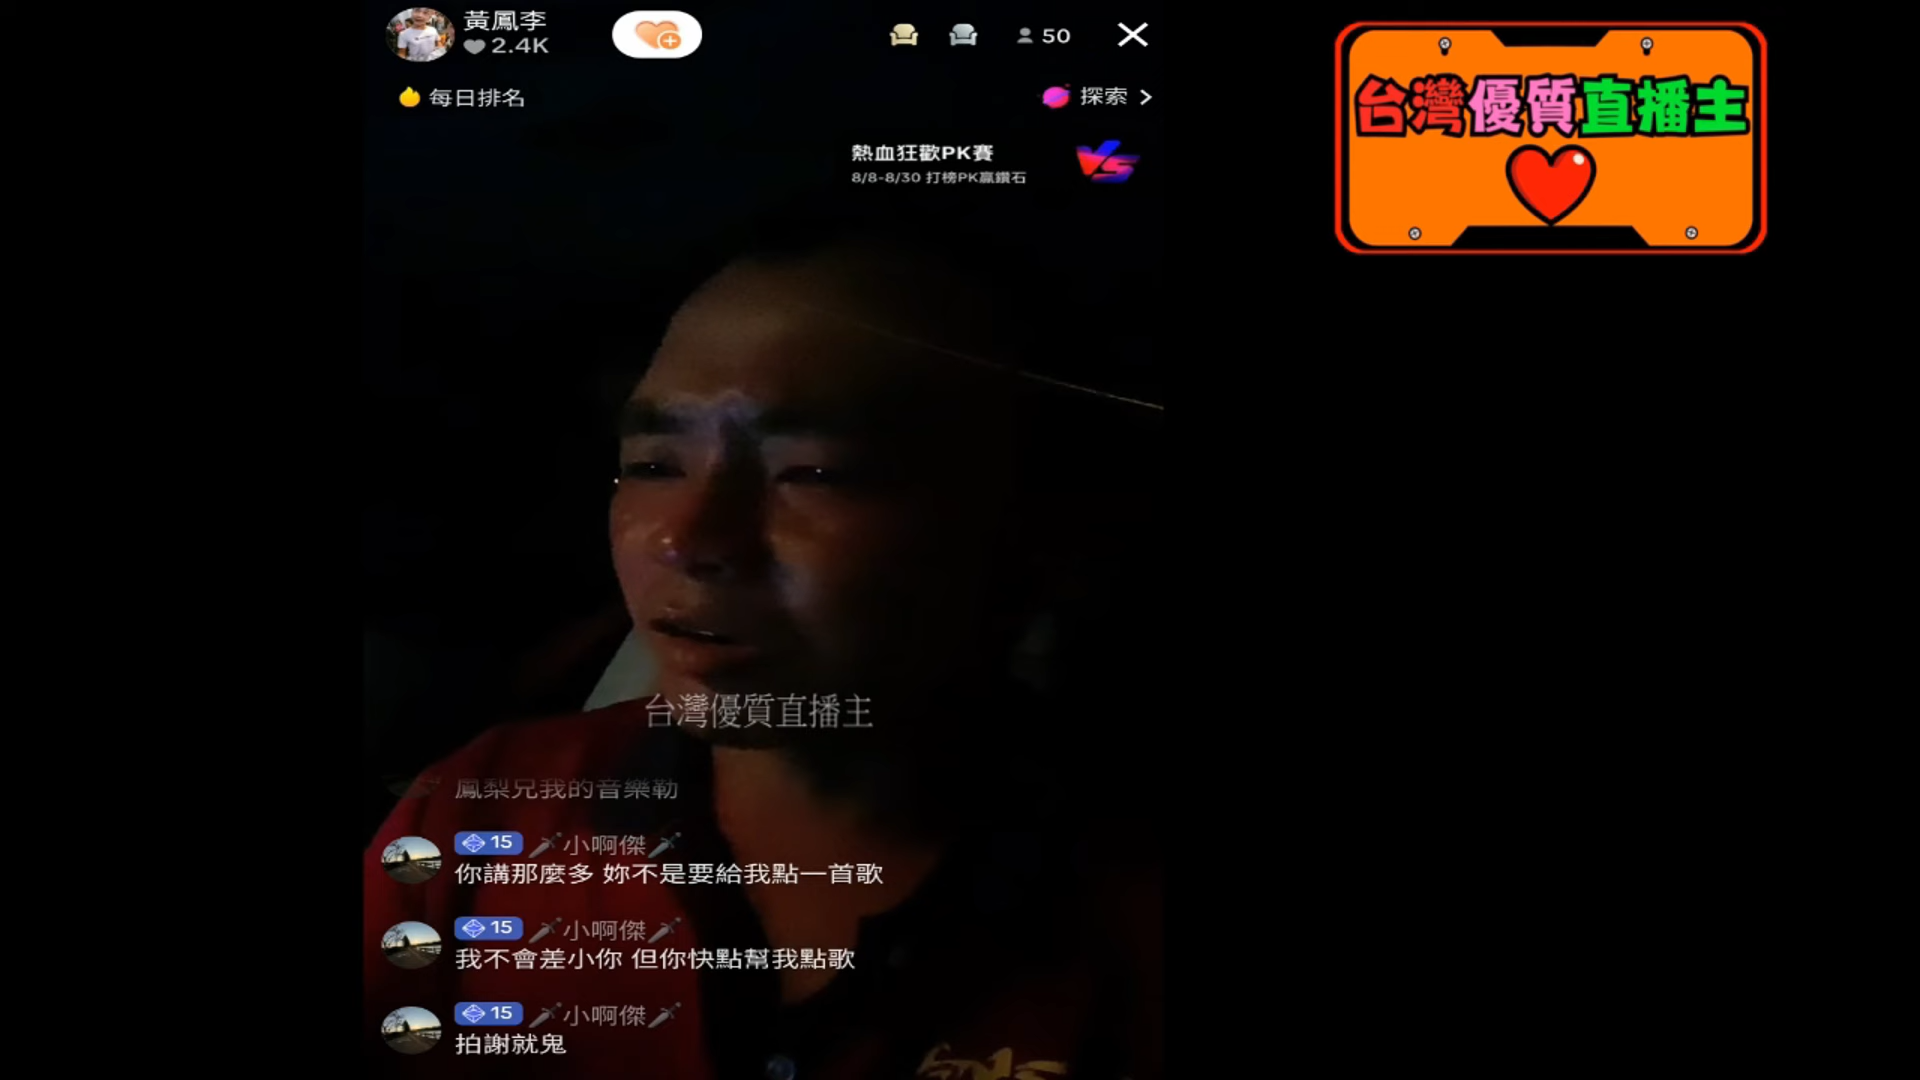 黃鳳李
2.4K
50
每日排名
探索
熱血狂歡PK賽
8/8-8/30 打榜PK贏鑽石
VS
台灣優質直播主
台灣優質直播主
鳳梨兄我的音樂勒
15 小啊傑
你講那麼多 妳不是要給我點一首歌
15 小啊傑
我不會差小你 但你快點幫我點歌
15 小啊傑
拍謝就鬼